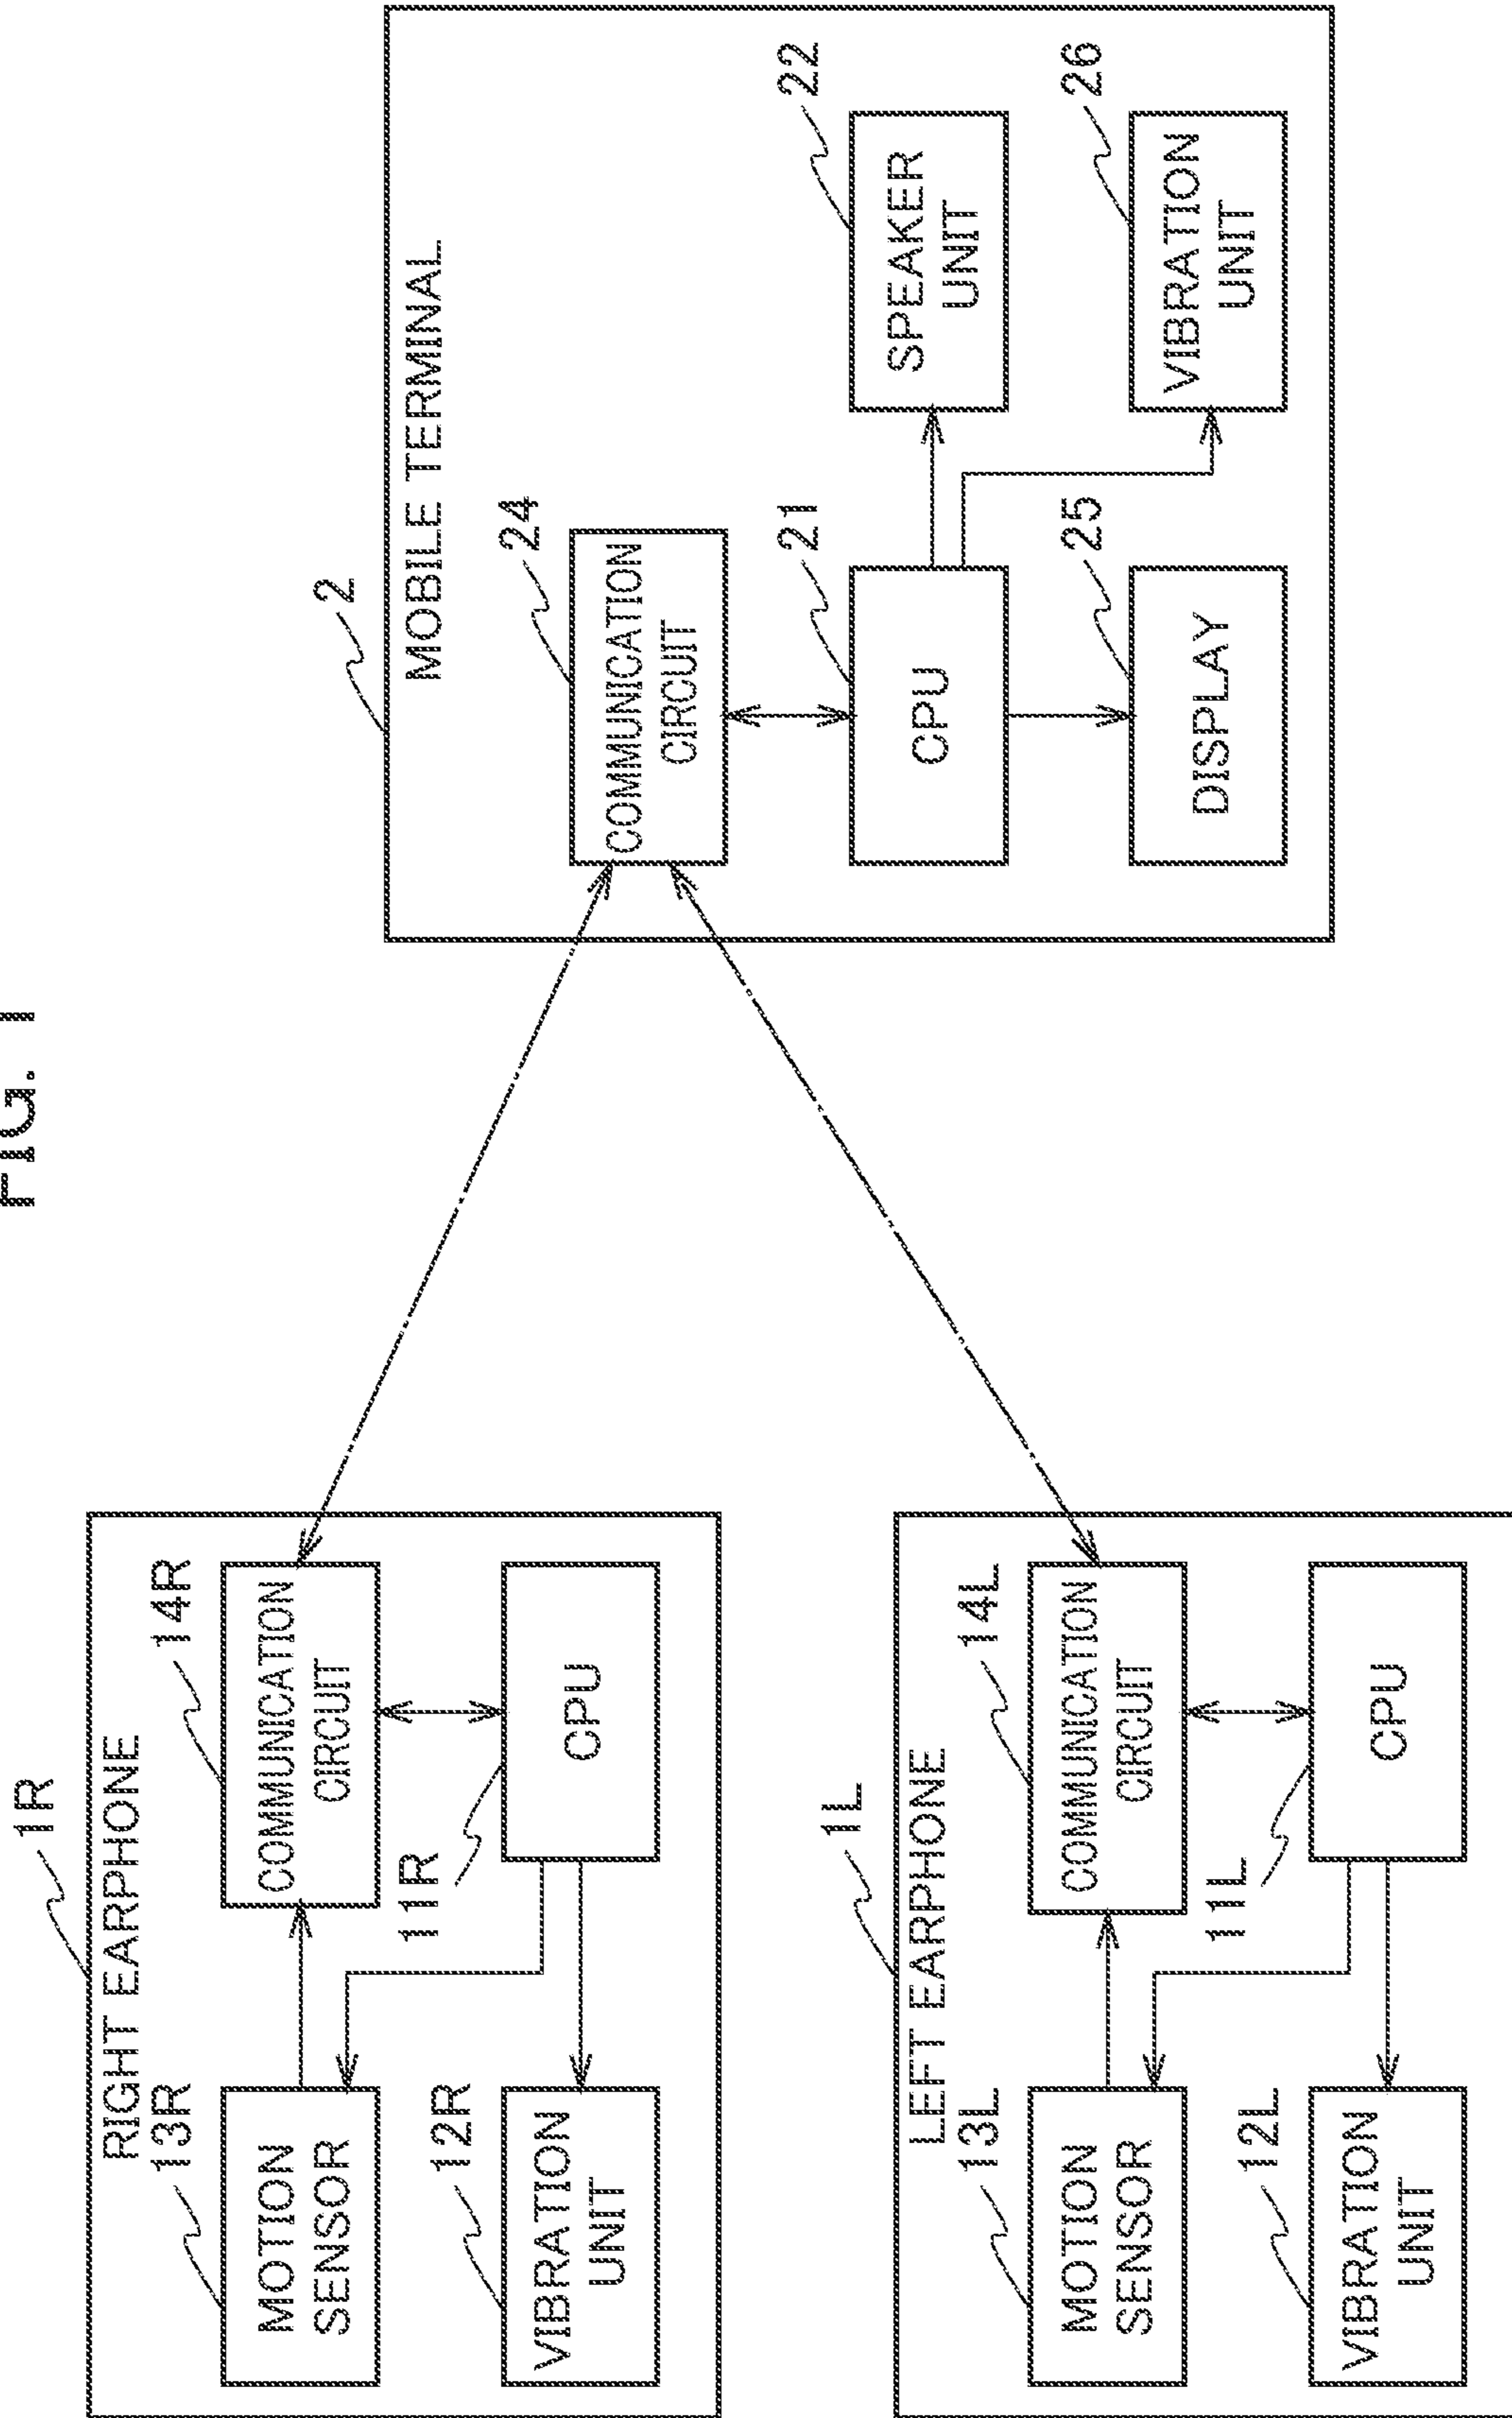 FIG. 1
1R
RIGHT EARPHONE
13R
MOTION
SENSOR
14R
COMMUNICATION
CIRCUIT
12R
VIBRATION
UNIT
11R
CPU
1L
LEFT EARPHONE
13L
MOTION
SENSOR
14L
COMMUNICATION
CIRCUIT
12L
VIBRATION
UNIT
11L
CPU
2
MOBILE TERMINAL
24
COMMUNICATION
CIRCUIT
21
CPU
22
SPEAKER
UNIT
25
DISPLAY
26
VIBRATION
UNIT